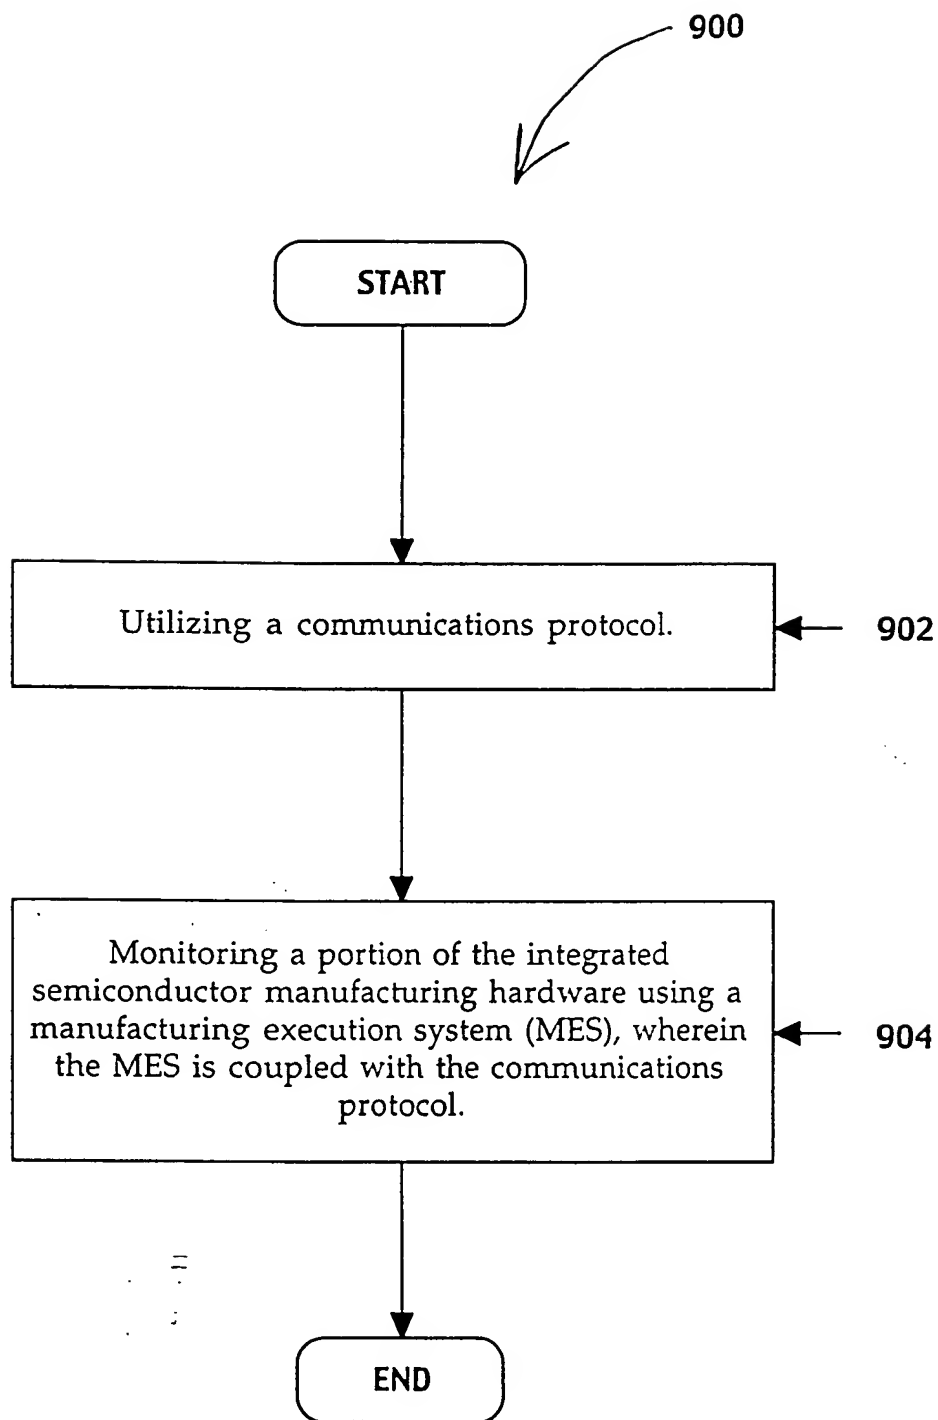 900
START
Utilizing a communications protocol.
902
Monitoring a portion of the integrated
semiconductor manufacturing hardware using a
manufacturing execution system (MES), wherein
the MES is coupled with the communications
protocol.
904
END